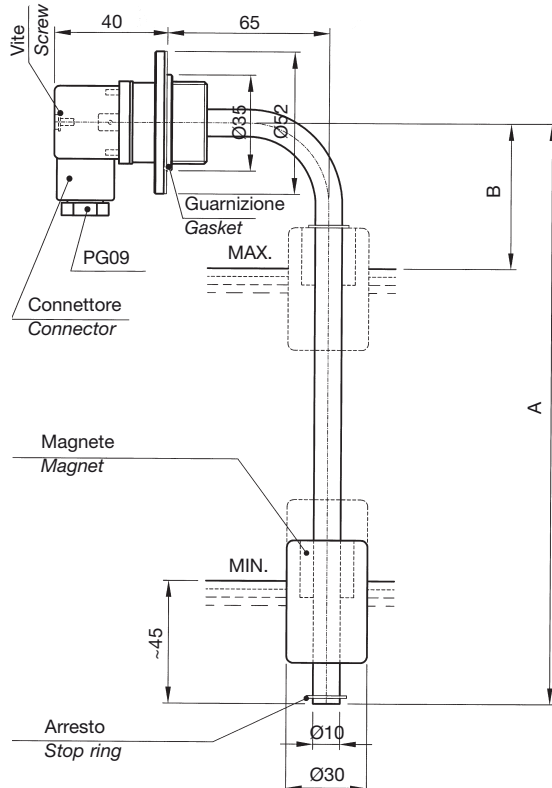 40
65
Vite
Screw
Ø35
Ø52
Guarnizione
Gasket
PG09
MAX.
B
Connettore
Connector
A
Magnete
Magnet
MIN.
~45
Arresto
Stop ring
Ø10
Ø30